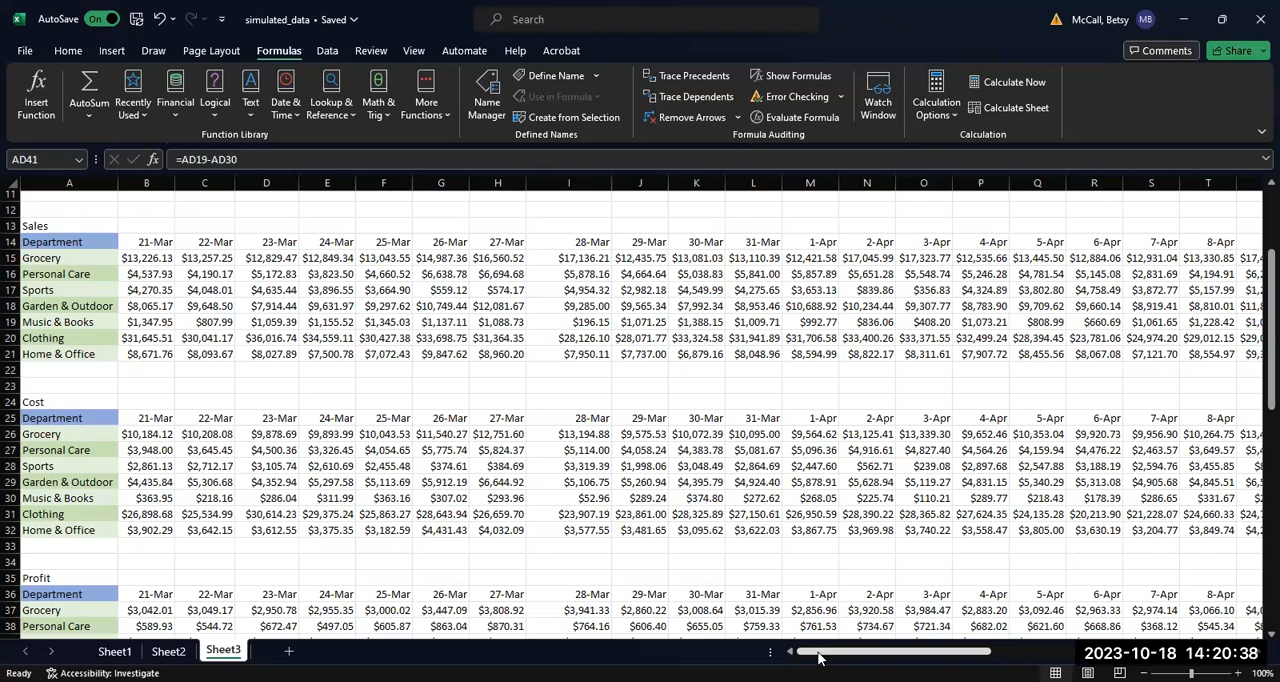 AutoSave On simulated_data • Saved Search McCall, Betsy MB
File Home Insert Draw Page Layout Formulas Data Review View Automate Help Acrobat Comments Share
Insert Function
AutoSum
Recently Used
Financial
Logical
Text
Date & Time
Lookup & Reference
Math & Trig
More Functions
Function Library
Name Manager
Define Name
Use in Formula
Create from Selection
Defined Names
Trace Precedents
Trace Dependents
Remove Arrows
Show Formulas
Error Checking
Evaluate Formula
Formula Auditing
Watch Window
Calculation Options
Calculate Now
Calculate Sheet
Calculation
AD41 fx =AD19-AD30
A B C D E F G H I J K L M N O P Q R S T
11
12
13 Sales
14 Department 21-Mar 22-Mar 23-Mar 24-Mar 25-Mar 26-Mar 27-Mar 28-Mar 29-Mar 30-Mar 31-Mar 1-Apr 2-Apr 3-Apr 4-Apr 5-Apr 6-Apr 7-Apr 8-Apr
15 Grocery $13,226.13 $13,257.25 $12,829.47 $12,849.34 $13,043.55 $14,987.36 $16,560.52 $17,136.21 $12,435.75 $13,081.03 $13,110.39 $12,421.58 $17,045.99 $17,323.77 $12,535.66 $13,445.50 $12,884.06 $12,931.04 $13,330.85 $17,4
16 Personal Care $4,537.93 $4,190.17 $5,172.83 $3,823.50 $4,660.52 $6,638.78 $6,694.68 $5,878.16 $4,664.64 $5,038.83 $5,841.00 $5,857.89 $5,651.28 $5,548.74 $5,246.28 $4,781.54 $5,145.08 $2,831.69 $4,194.91 $6,
17 Sports $4,270.35 $4,048.01 $4,635.44 $3,896.55 $3,664.90 $559.12 $574.17 $4,954.32 $2,982.18 $4,549.99 $4,275.65 $3,653.13 $839.86 $356.83 $4,324.89 $3,802.80 $4,758.49 $3,872.77 $5,157.99 $1,
18 Garden & Outdoor $8,065.17 $9,648.50 $7,914.44 $9,631.97 $9,297.62 $10,749.44 $12,081.67 $9,285.00 $9,565.34 $7,992.34 $8,953.46 $10,688.92 $10,234.44 $9,307.77 $8,783.90 $9,709.62 $9,660.14 $8,919.41 $8,810.01 $11,8
19 Music & Books $1,347.95 $807.99 $1,059.39 $1,155.52 $1,345.03 $1,137.11 $1,088.73 $196.15 $1,071.25 $1,388.15 $1,009.71 $992.77 $836.06 $408.20 $1,073.21 $808.99 $660.69 $1,061.65 $1,228.42 $1,
20 Clothing $31,645.51 $30,041.17 $36,016.74 $34,559.11 $30,427.38 $33,698.75 $31,364.35 $28,126.10 $28,071.77 $33,324.58 $31,941.89 $31,706.58 $33,400.26 $33,371.55 $32,499.24 $28,394.45 $23,781.06 $24,974.20 $29,012.15 $29,
21 Home & Office $8,671.76 $8,093.67 $8,027.89 $7,500.78 $7,072.43 $9,847.62 $8,960.20 $7,950.11 $7,737.00 $6,879.16 $8,048.96 $8,594.99 $8,822.17 $8,311.61 $7,907.72 $8,455.56 $8,067.08 $7,121.70 $8,554.97 $9,
22
23
24 Cost
25 Department 21-Mar 22-Mar 23-Mar 24-Mar 25-Mar 26-Mar 27-Mar 28-Mar 29-Mar 30-Mar 31-Mar 1-Apr 2-Apr 3-Apr 4-Apr 5-Apr 6-Apr 7-Apr 8-Apr
26 Grocery $10,184.12 $10,208.08 $9,878.69 $9,893.99 $10,043.53 $11,540.27 $12,751.60 $13,194.88 $9,575.53 $10,072.39 $10,095.00 $9,564.62 $13,125.41 $13,339.30 $9,652.46 $10,353.04 $9,920.73 $9,956.90 $10,264.75 $13,4
27 Personal Care $3,948.00 $3,645.45 $4,500.36 $3,326.45 $4,054.65 $5,775.74 $5,824.37 $5,114.00 $4,058.24 $4,383.78 $5,081.67 $5,096.36 $4,916.61 $4,827.40 $4,564.26 $4,159.94 $4,476.22 $2,463.57 $3,649.57
28 Sports $2,861.13 $2,712.17 $3,105.74 $2,610.69 $2,455.48 $374.61 $384.69 $3,319.39 $1,998.06 $3,048.49 $2,864.69 $2,447.60 $562.71 $239.08 $2,897.68 $2,547.88 $3,188.19 $2,594.76 $3,455.85
29 Garden & Outdoor $4,435.84 $5,306.68 $4,352.94 $5,297.58 $5,113.69 $5,912.19 $6,644.92 $5,106.75 $5,260.94 $4,395.79 $4,924.40 $5,878.91 $5,628.94 $5,119.27 $4,831.15 $5,340.29 $5,313.08 $4,905.68 $4,845.51
30 Music & Books $363.95 $218.16 $286.04 $311.99 $363.16 $307.02 $293.96 $52.96 $289.24 $374.80 $272.62 $268.05 $225.74 $110.21 $289.77 $218.43 $178.39 $286.65 $331.67
31 Clothing $26,898.68 $25,534.99 $30,614.23 $29,375.24 $25,863.27 $28,643.94 $26,659.70 $23,907.19 $23,861.00 $28,325.89 $27,150.61 $26,950.59 $28,390.22 $28,365.82 $27,624.35 $24,135.28 $20,213.90 $21,228.07 $24,660.33
32 Home & Office $3,902.29 $3,642.15 $3,612.55 $3,375.35 $3,182.59 $4,431.43 $4,032.09 $3,577.55 $3,481.65 $3,095.62 $3,622.03 $3,867.75 $3,969.98 $3,740.22 $3,558.47 $3,805.00 $3,630.19 $3,204.77 $3,849.74
33
34
35 Profit
36 Department 21-Mar 22-Mar 23-Mar 24-Mar 25-Mar 26-Mar 27-Mar 28-Mar 29-Mar 30-Mar 31-Mar 1-Apr 2-Apr 3-Apr 4-Apr 5-Apr 6-Apr 7-Apr 8-Apr
37 Grocery $3,042.01 $3,049.17 $2,950.78 $2,955.35 $3,000.02 $3,447.09 $3,808.92 $3,941.33 $2,860.22 $3,008.64 $3,015.39 $2,856.96 $3,920.58 $3,984.47 $2,883.20 $3,092.46 $2,963.33 $2,974.14 $3,066.10
38 Personal Care $589.93 $544.72 $672.47 $497.05 $605.87 $863.04 $870.31 $764.16 $606.40 $655.05 $759.33 $761.53 $734.67 $721.34 $682.02 $621.60 $668.86 $368.12 $545.34
Sheet1 Sheet2 Sheet3 2023-10-18 14:20:38
Ready Accessibility: Investigate 100%